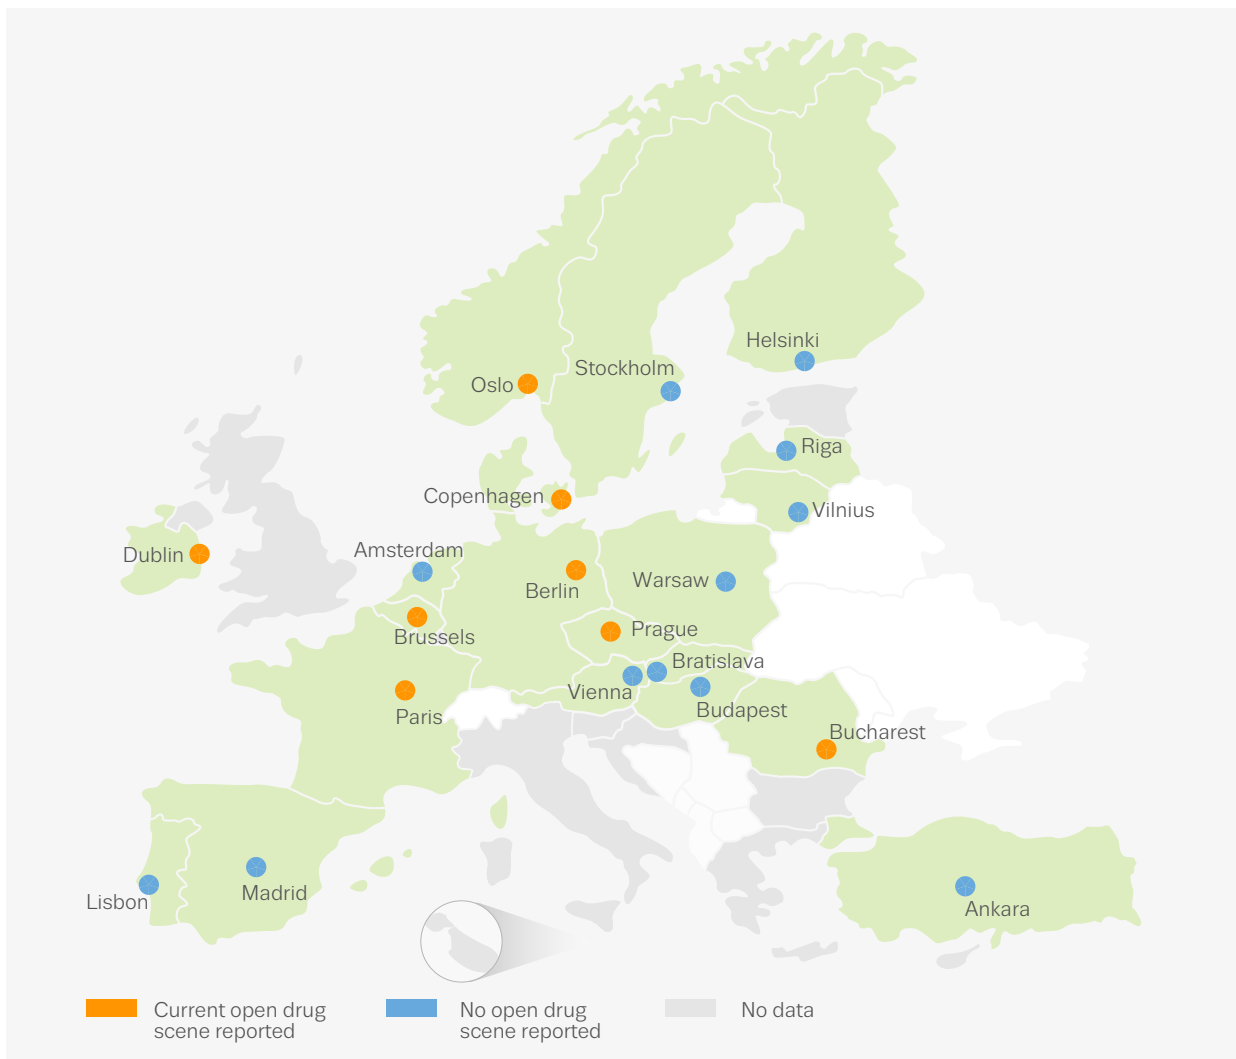 Helsinki
Stockholm
Oslo
Riga
Copenhagen
Vilnius
Amsterdam
Dublin
Warsaw
Berlin
Prague
Brussels
Bratislava
Vienna
Budapest
Paris
Bucharest
Madrid
Lisbon
Ankara
Current open drug
scene reported
No open drug
scene reported
No data